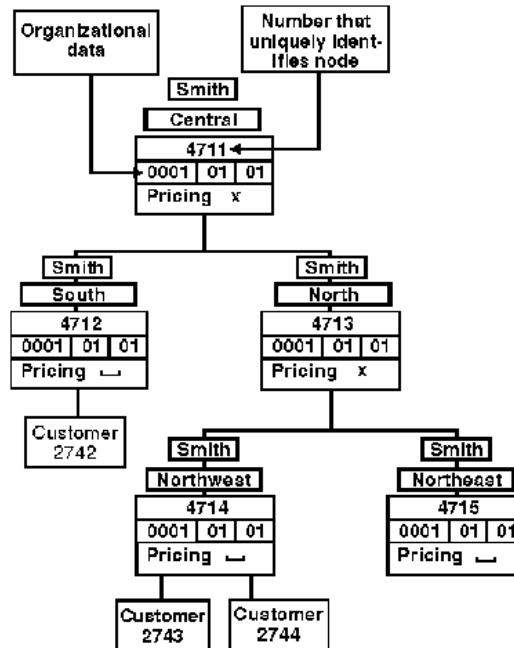 Organizational
data
Number that
uniquely ident-
ifies node
Smith
Central
4711
0001 01 01
Pricing x
Smith
South
4712
0001 01 01
Pricing
Smith
North
4713
0001 01 01
Pricing x
Customer
2742
Smith
Northwest
4714
0001 01 01
Pricing
Smith
Northeast
4715
0001 01 01
Pricing
Customer
2743
Customer
2744